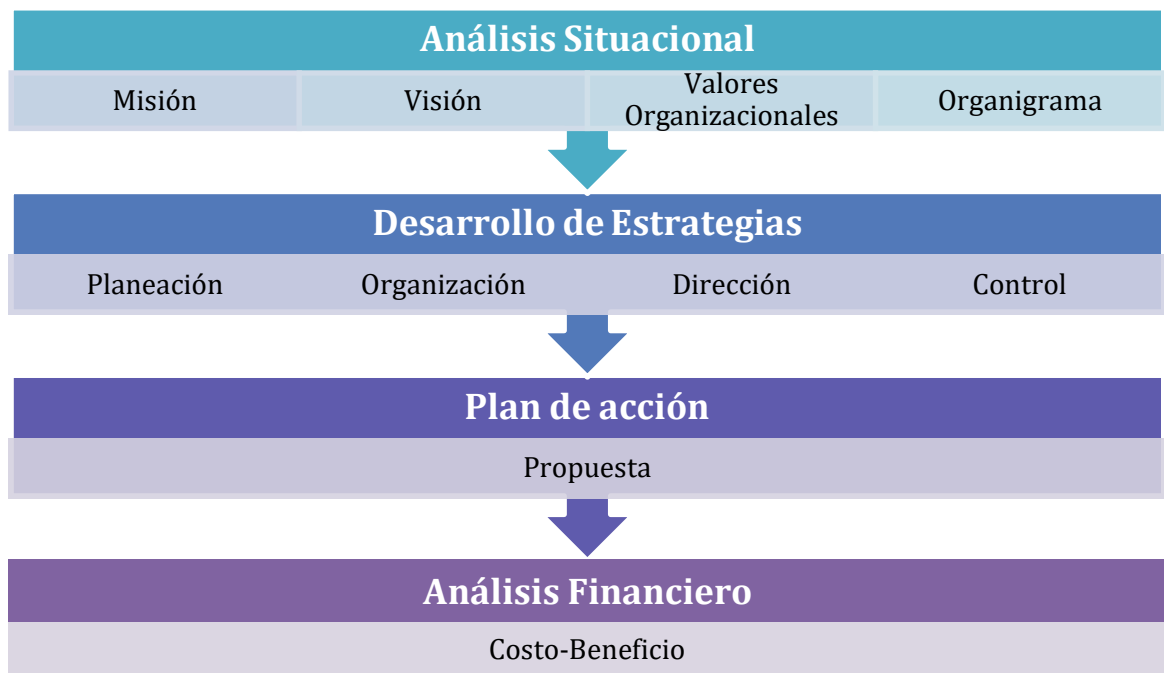 Análisis Situacional
Misión
Visión
Valores
Organizacionales
Organigrama
Desarrollo de Estrategias
Planeación
Organización
Dirección
Control
Plan de acción
Propuesta
Análisis Financiero
Costo-Beneficio